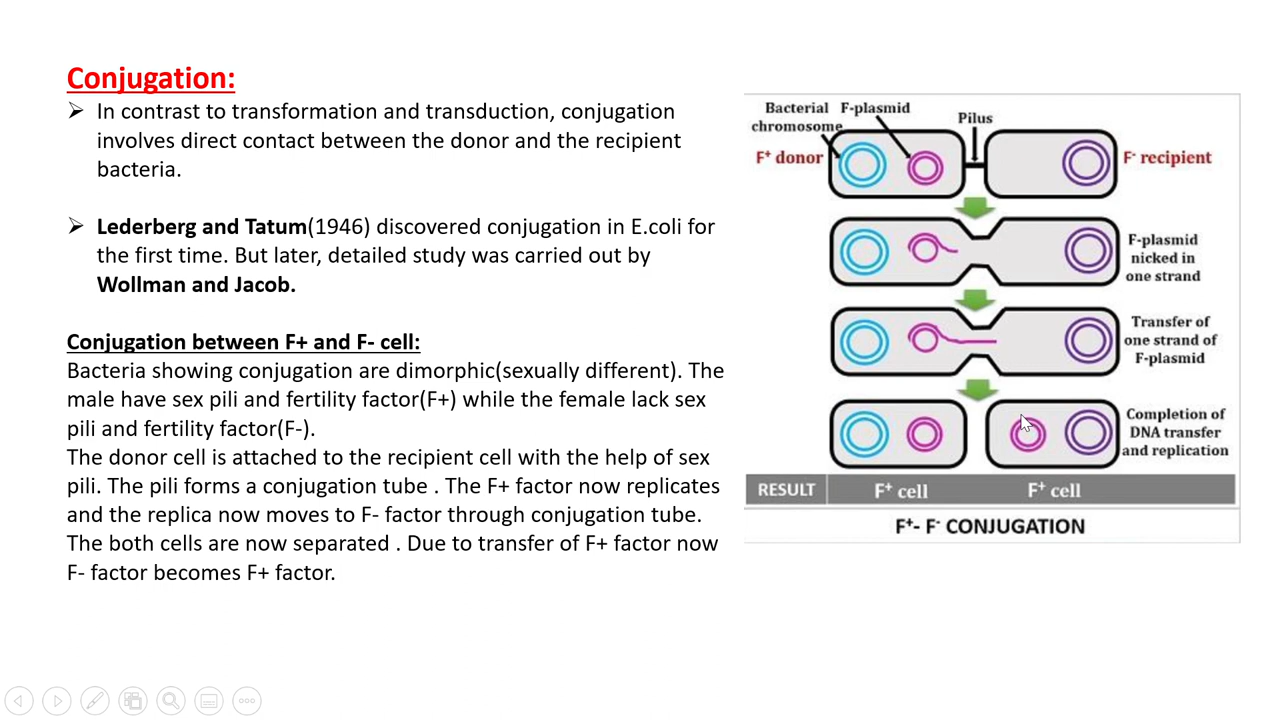 Conjugation:
➢ In contrast to transformation and transduction, conjugation
involves direct contact between the donor and the recipient
bacteria.
➢ Lederberg and Tatum(1946) discovered conjugation in E.coli for
the first time. But later, detailed study was carried out by
Wollman and Jacob.
Conjugation between F+ and F- cell:
Bacteria showing conjugation are dimorphic(sexually different). The
male have sex pili and fertility factor(F+) while the female lack sex
pili and fertility factor(F-).
The donor cell is attached to the recipient cell with the help of sex
pili. The pili forms a conjugation tube . The F+ factor now replicates
and the replica now moves to F- factor through conjugation tube.
The both cells are now separated . Due to transfer of F+ factor now
F- factor becomes F+ factor.
Bacterial
chromosome
F-plasmid
Pilus
F+ donor
F- recipient
F-plasmid
nicked in
one strand
Transfer of
one strand of
F-plasmid
Completion of
DNA transfer
and replication
RESULT
F+ cell
F+ cell
F+- F- CONJUGATION